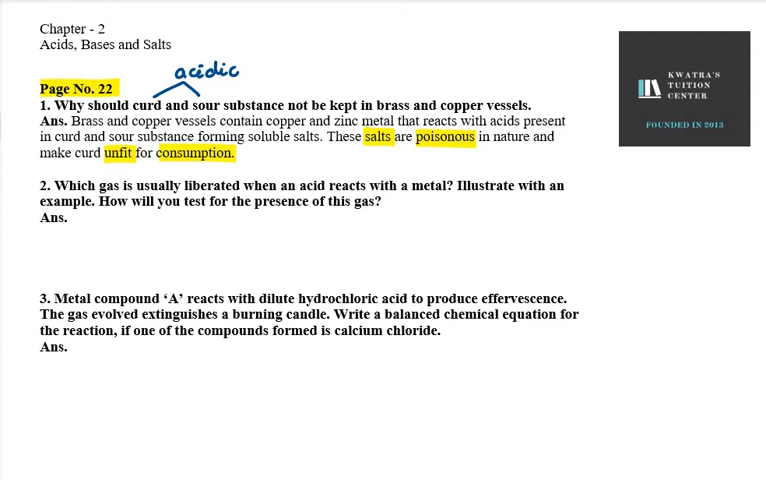 Chapter - 2
Acids, Bases and Salts
acidic
Page No. 22
1. Why should curd and sour substance not be kept in brass and copper vessels.
Ans. Brass and copper vessels contain copper and zinc metal that reacts with acids present
in curd and sour substance forming soluble salts. These salts are poisonous in nature and
make curd unfit for consumption.
2. Which gas is usually liberated when an acid reacts with a metal? Illustrate with an
example. How will you test for the presence of this gas?
Ans.
3. Metal compound ‘A’ reacts with dilute hydrochloric acid to produce effervescence.
The gas evolved extinguishes a burning candle. Write a balanced chemical equation for
the reaction, if one of the compounds formed is calcium chloride.
Ans.
KWATRA'S
TUITION
CENTER
FOUNDED IN 2013